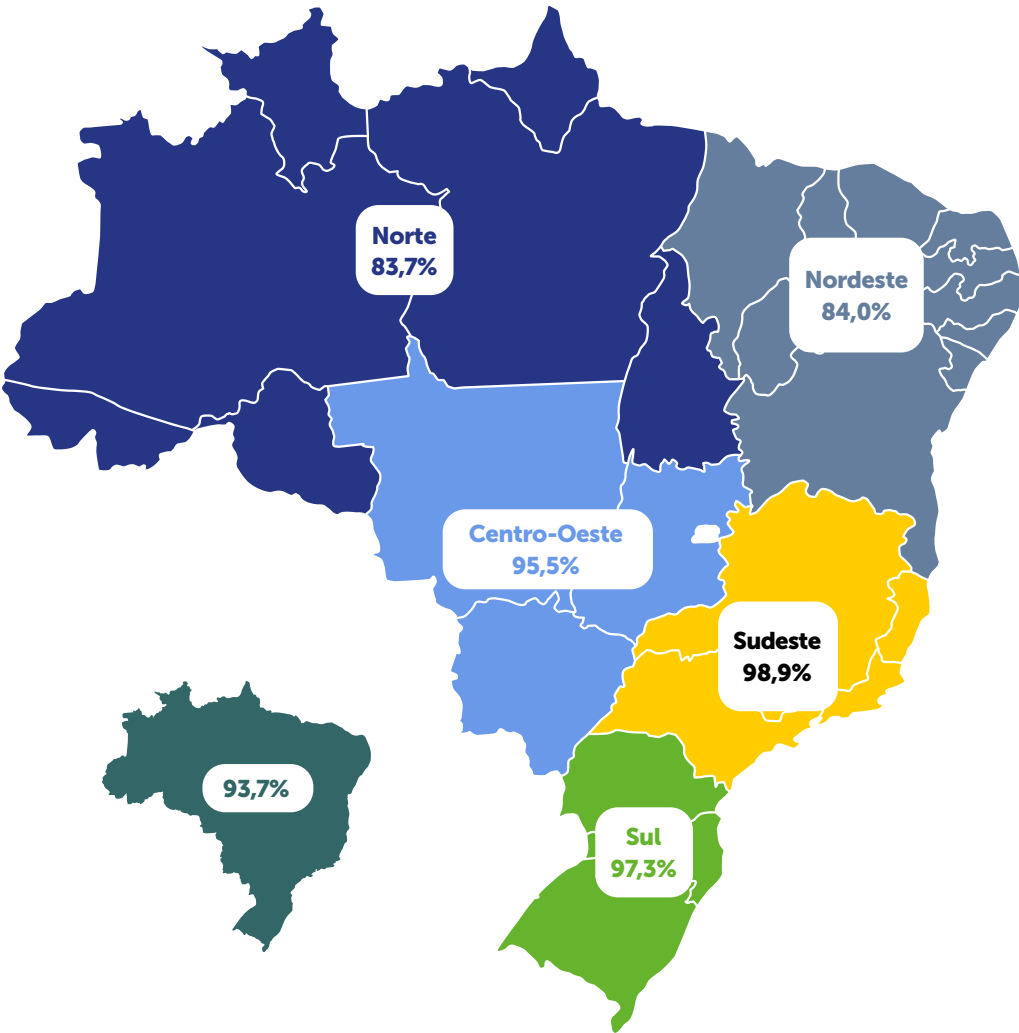 Norte
83,7%
Nordeste
84,0%
Centro-Oeste
95,5%
Sudeste
98,9%
93,7%
Sul
97,3%